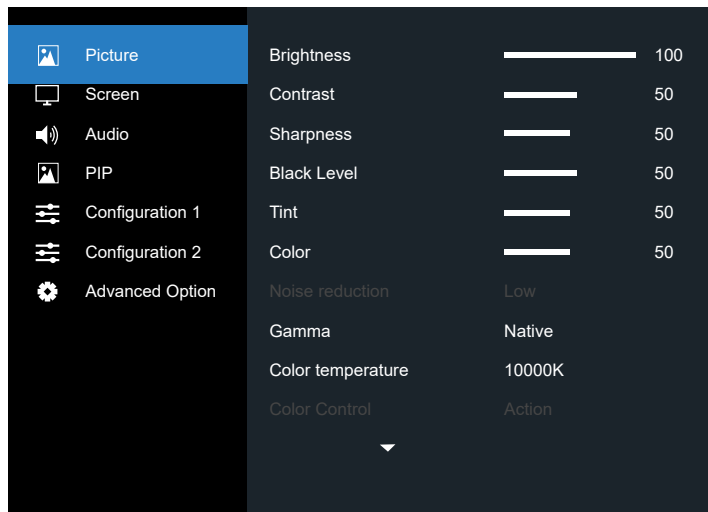 Picture
Screen
Audio
PIP
Configuration 1
Configuration 2
Advanced Option
Brightness 100
Contrast 50
Sharpness 50
Black Level 50
Tint 50
Color 50
Noise reduction Low
Gamma Native
Color temperature 10000K
Color Control Action